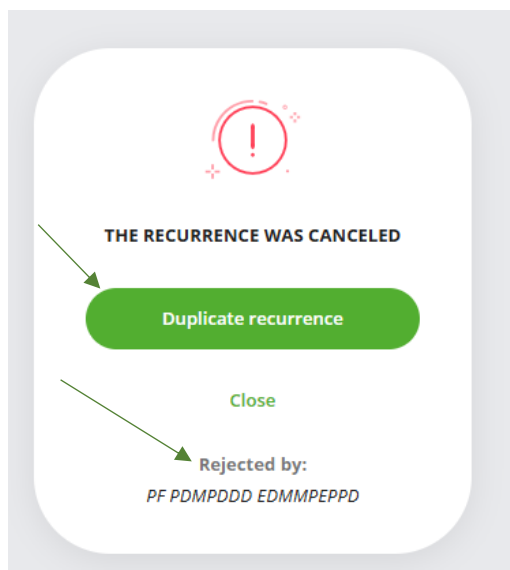 THE RECURRENCE WAS CANCELED
Duplicate recurrence
Close
Rejected by:
PF PDMPDDD EDMMPEPPD